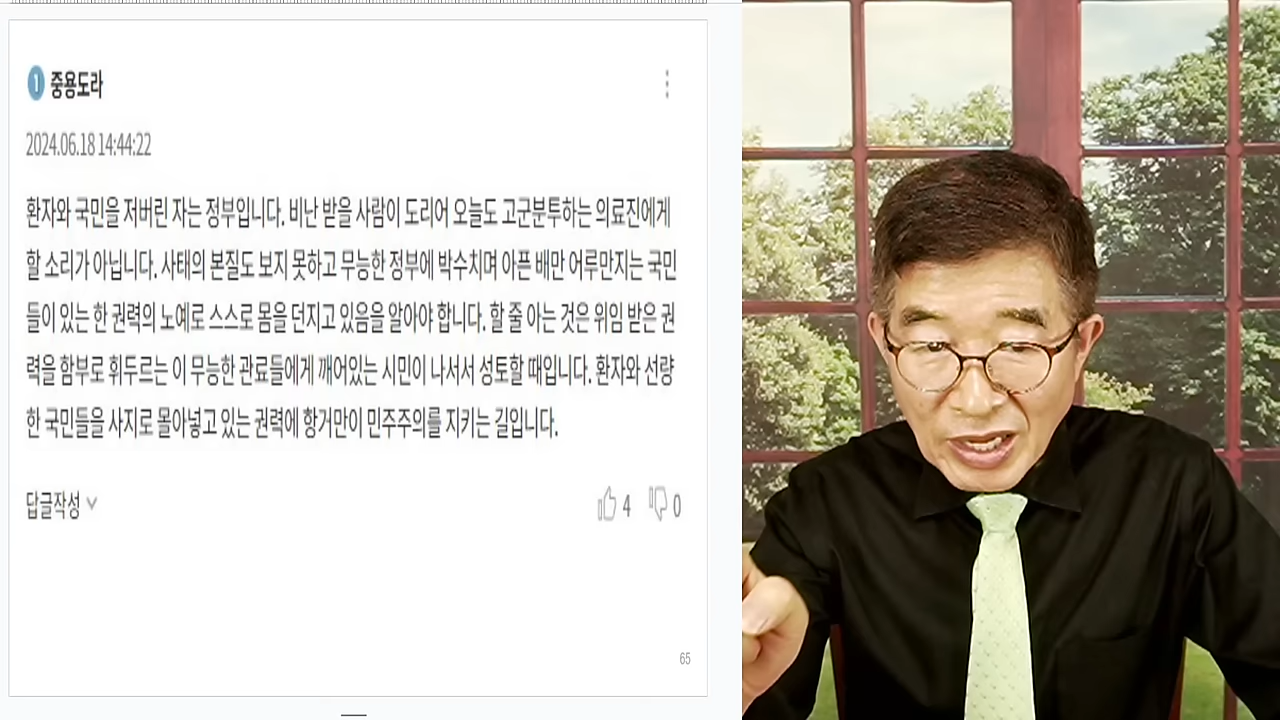 1 중용도라
2024.06.18 14:44:22
환자와 국민을 저버린 자는 정부입니다. 비난 받을 사람이 도리어 오늘도 고군분투하는 의료진에게
할 소리가 아닙니다. 사태의 본질도 보지 못하고 무능한 정부에 박수치며 아픈 배만 어루만지는 국민
들이 있는 한 권력의 노예로 스스로 몸을 던지고 있음을 알아야 합니다. 할 줄 아는 것은 위임 받은 권
력을 함부로 휘두르는 이 무능한 관료들에게 깨어있는 시민이 나서서 성토할 때입니다. 환자와 선량
한 국민들을 사지로 몰아넣고 있는 권력에 항거만이 민주주의를 지키는 길입니다.
답글작성 4 0
65